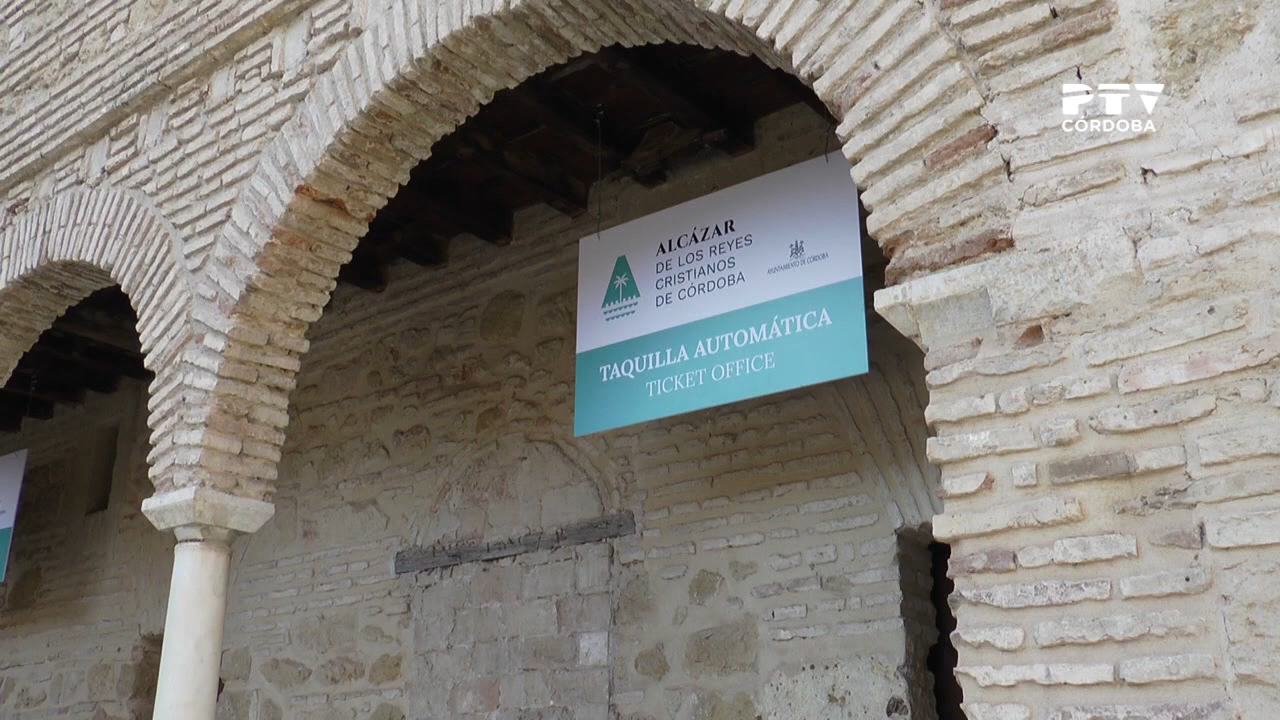 PTV
CÓRDOBA
ALCÁZAR
DE LOS REYES
CRISTIANOS
DE CÓRDOBA
AYUNTAMIENTO DE CÓRDOBA
TAQUILLA AUTOMÁTICA
TICKET OFFICE